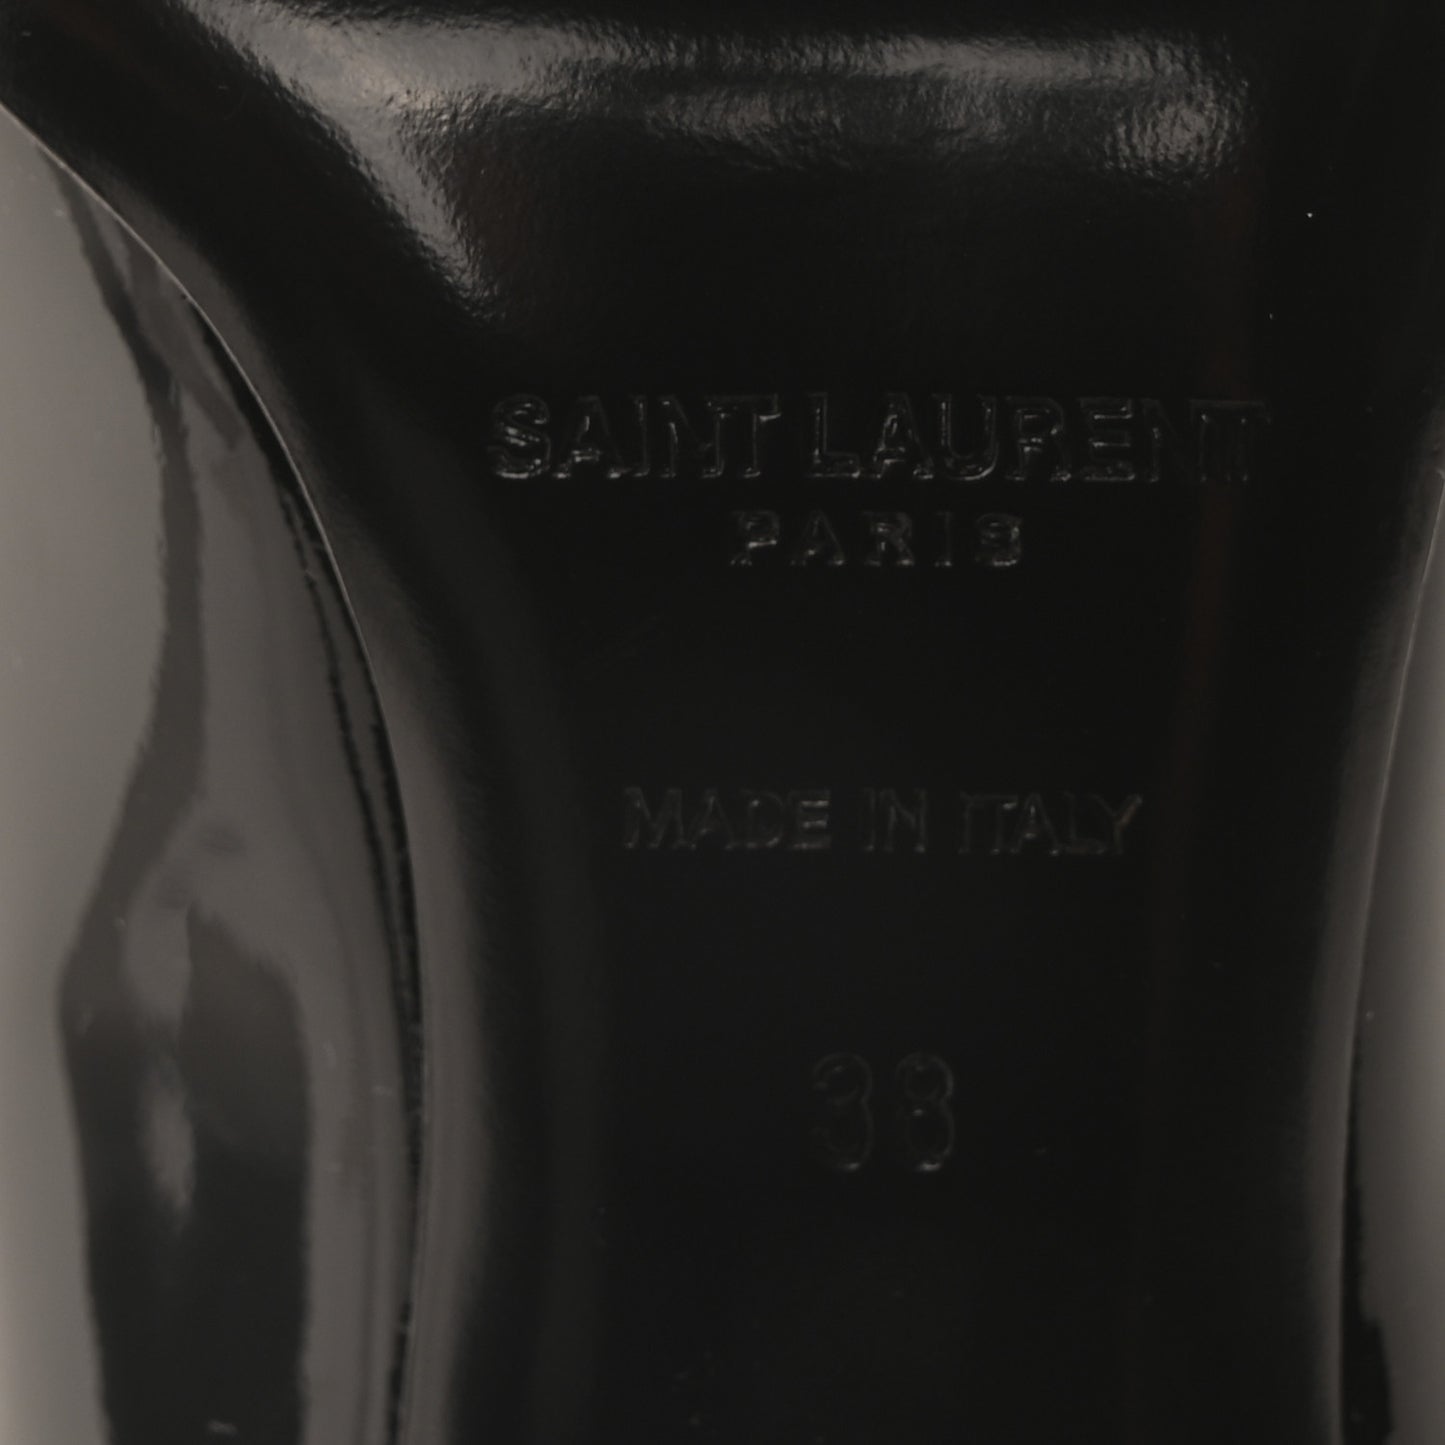 SAINT LAURENT
PARIS
MADE IN ITALY
38